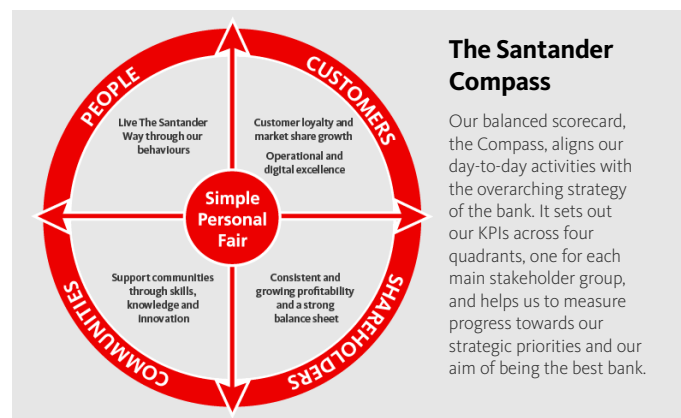 PEOPLE
CUSTOMERS
Live The Santander
Way through our
behaviours
Customer loyalty and
market share growth
Operational and
digital excellence
Simple
Personal
Fair
Support communities
through skills,
knowledge and
innovation
Consistent and
growing profitability
and a strong
balance sheet
COMMUNITIES
SHAREHOLDERS
The Santander
Compass
Our balanced scorecard,
the Compass, aligns our
day-to-day activities with
the overarching strategy
of the bank. It sets out
our KPIs across four
quadrants, one for each
main stakeholder group,
and helps us to measure
progress towards our
strategic priorities and our
aim of being the best bank.